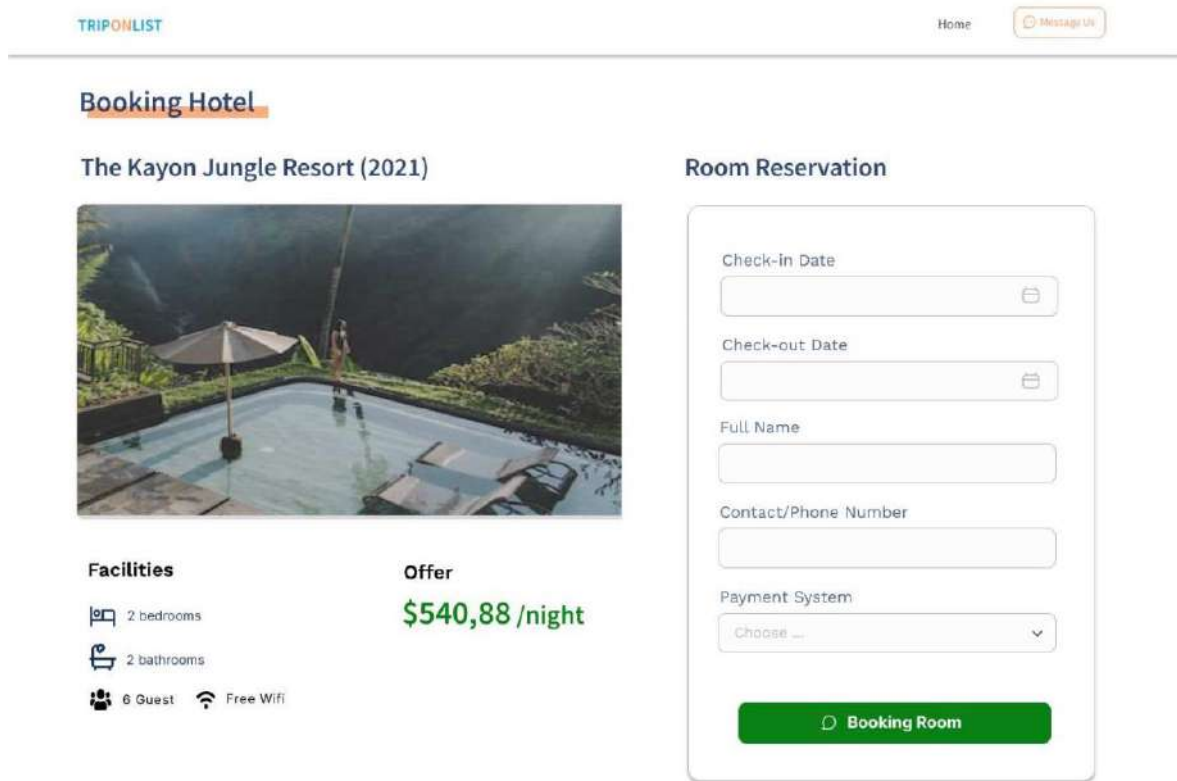 TRIPONLIST
Home
Message Us
Booking Hotel
The Kayon Jungle Resort (2021)
Room Reservation
Check-in Date
Check-out Date
Full Name
Contact/Phone Number
Payment System
Choose ...
Booking Room
Facilities
2 bedrooms
2 bathrooms
6 Guest
Free Wifi
Offer
$540,88 /night